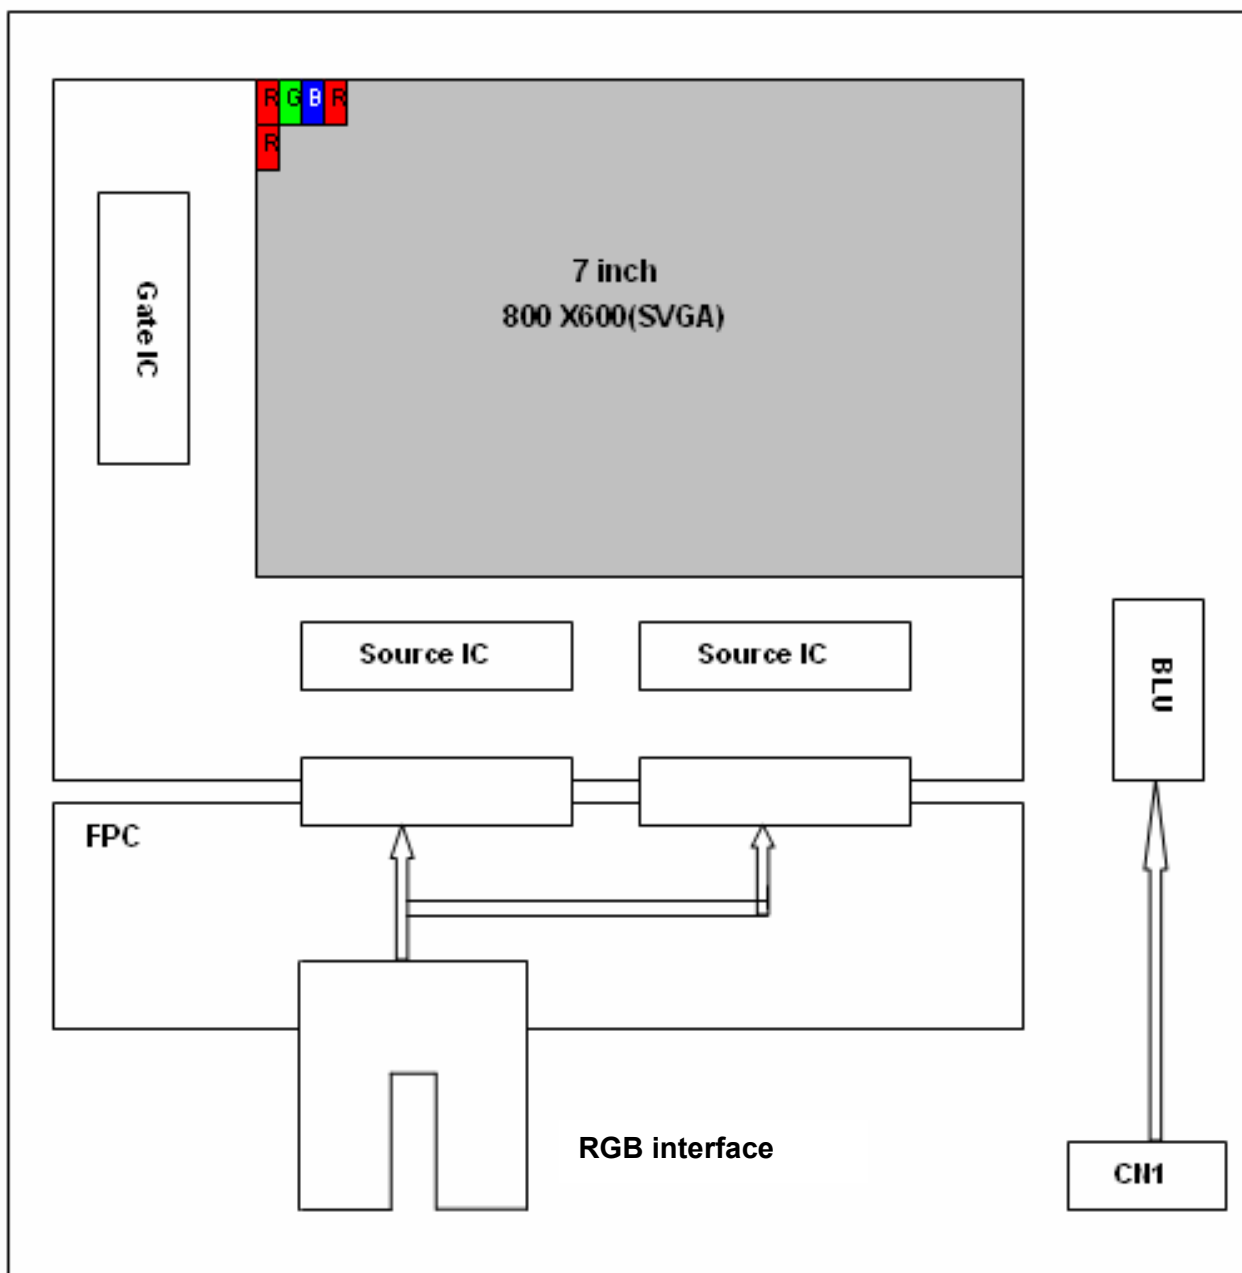 R G B R
R
7 inch
800 X600(SVGA)
Gate IC
Source IC
Source IC
BLU
FPC
RGB interface
CN1